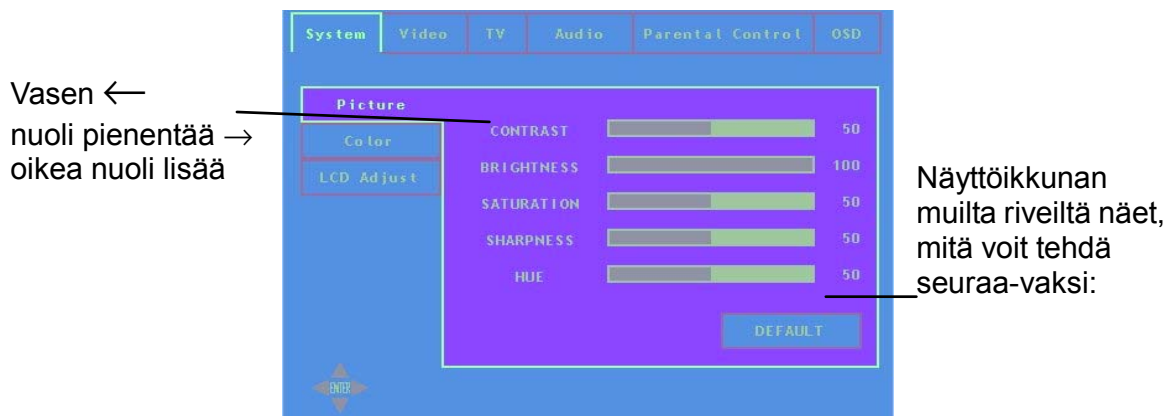 System Video TV Audio Parental Control OSD
Vasen ←
nuoli pienentää →
oikea nuoli lisää
Picture
Color
LCD Adjust
CONTRAST 50
BRIGHTNESS 100
SATURATION 50
SHARPNESS 50
HUE 50
DEFAULT
ENTER
Näyttöikkunan
muilta riveiltä näet,
mitä voit tehdä
seuraa-vaksi: